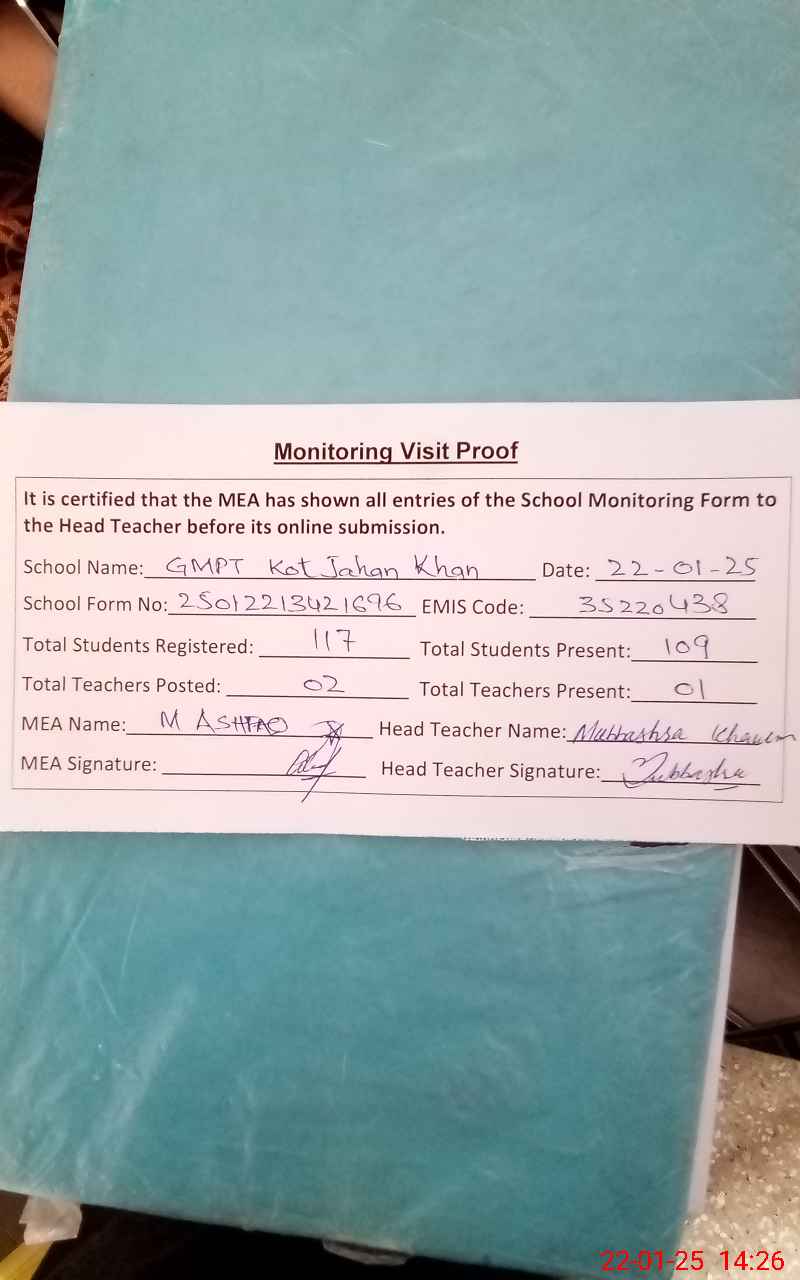 Monitoring Visit Proof
It is certified that the MEA has shown all entries of the School Monitoring Form to
the Head Teacher before its online submission.
School Name: GMPT Kot Jahan Khan Date: 22-01-25
School Form No: 25012213421696 EMIS Code: 35220438
Total Students Registered: 117 Total Students Present: 109
Total Teachers Posted: 02 Total Teachers Present: 01
MEA Name: M ASHFAQ Head Teacher Name: Mubbashra
MEA Signature: Head Teacher Signature: Mubbashra
22-01-25 14:26